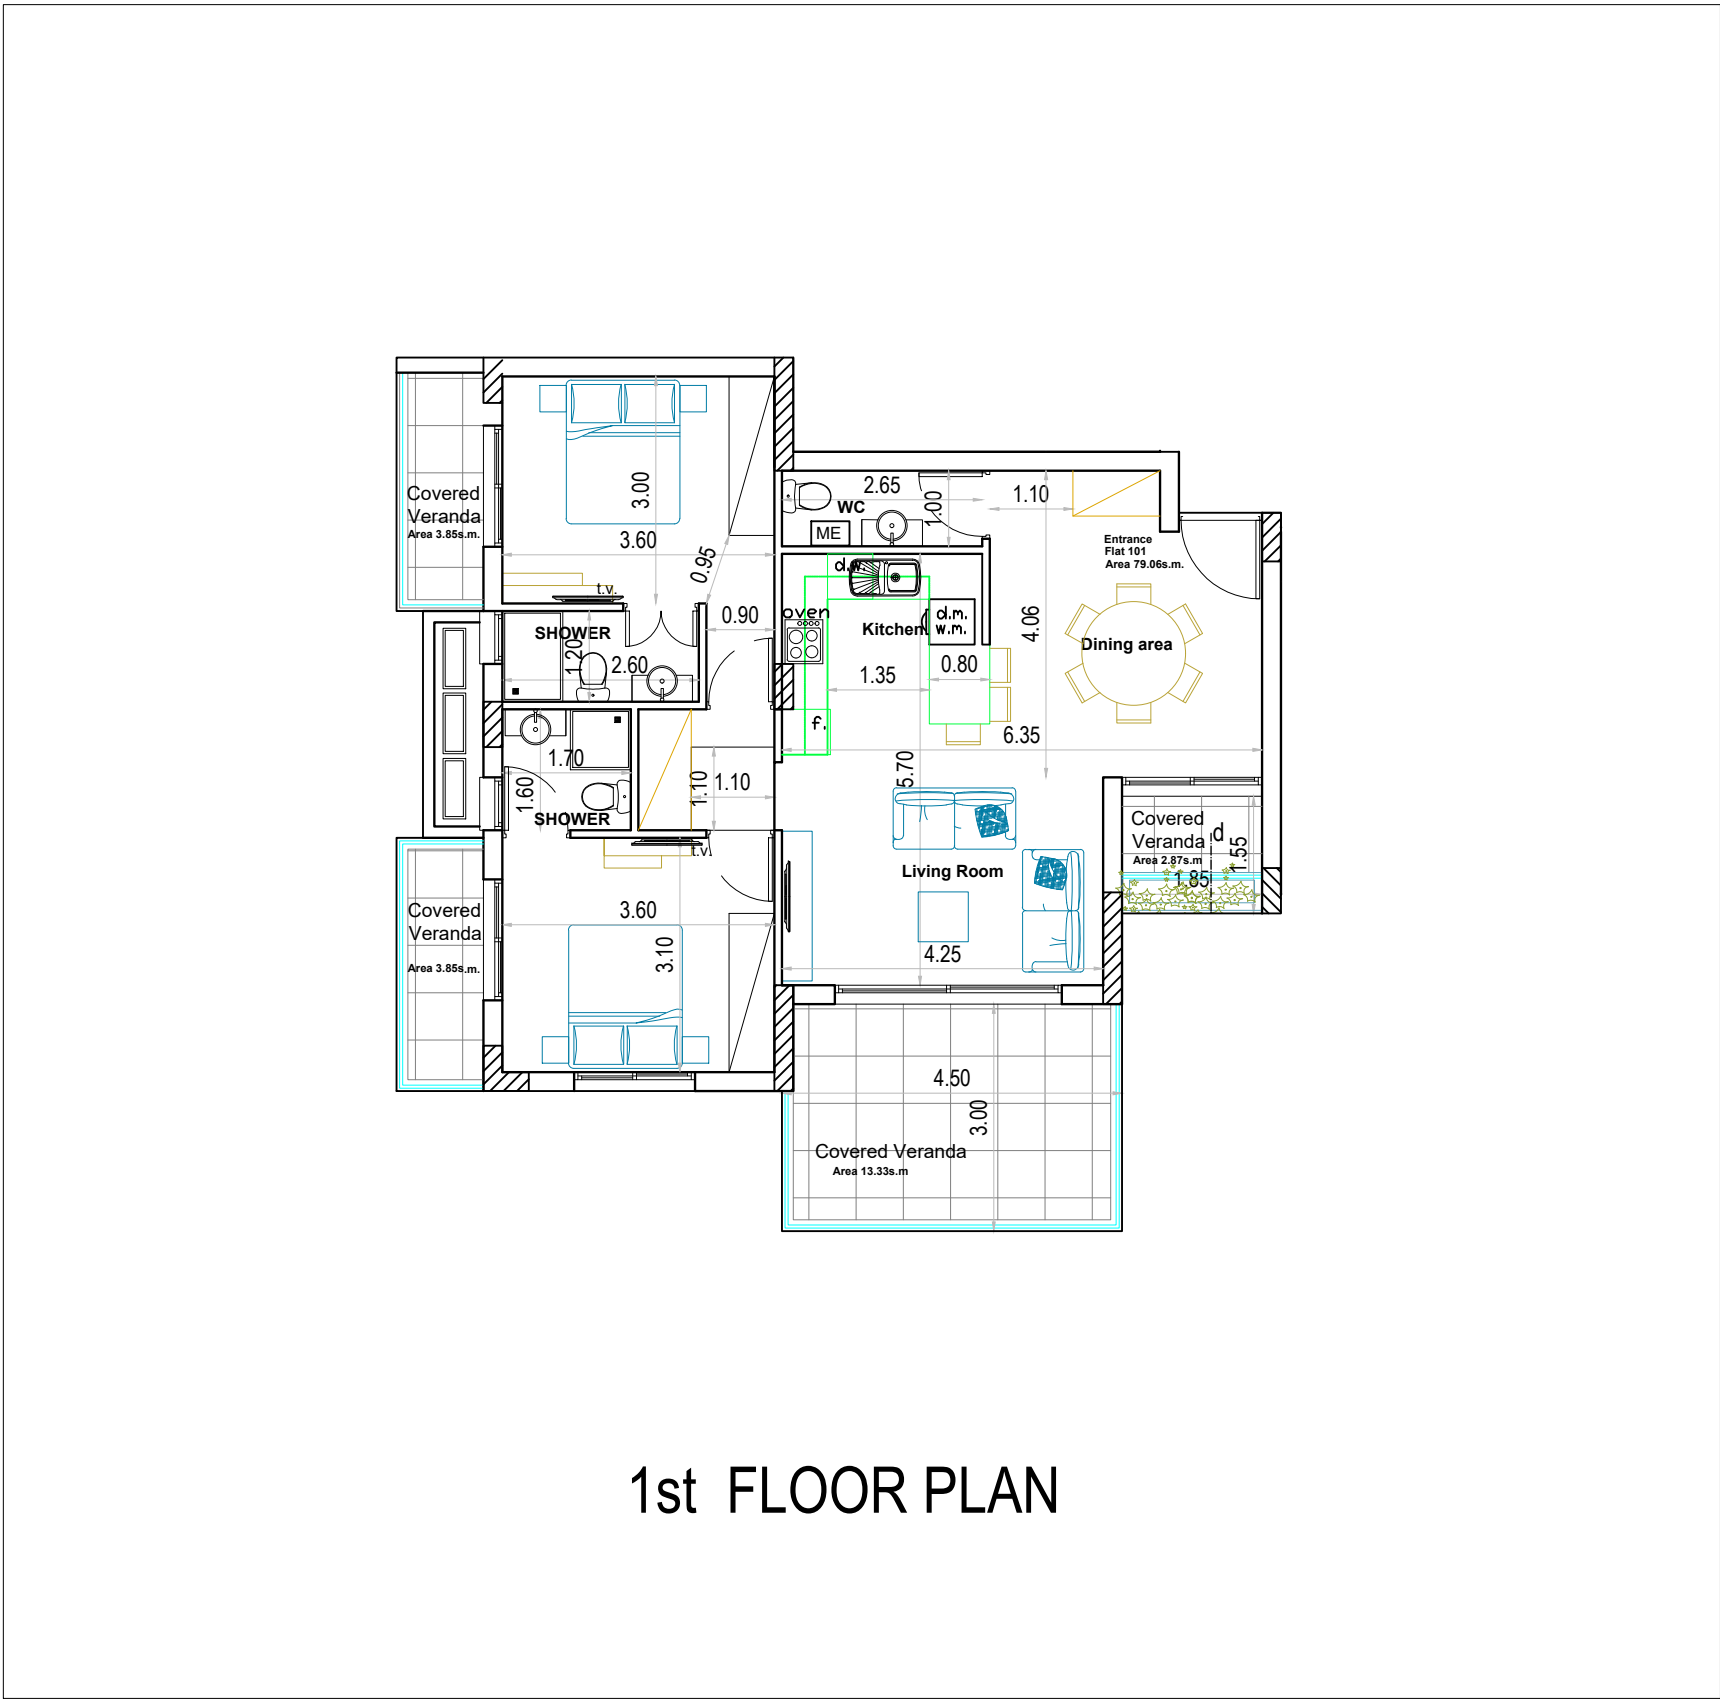 Covered
Veranda
Area 3.85s.m.
3.00
3.60
0.95
t.v.
2.65
WC
ME
1.00
1.10
Entrance
Flat 101
Area 79.06s.m.
d.w.
oven
Kitchen
d.m.
w.m.
0.90
SHOWER
1.20
2.60
1.35
0.80
4.06
Dining area
f.
6.35
1.70
1.60
SHOWER
1.10
1.10
5.70
t.v.
Covered
Veranda
Area 2.87s.m
d
1.55
1.85
Living Room
Covered
Veranda
Area 3.85s.m.
3.60
3.10
4.25
4.50
3.00
Covered Veranda
Area 13.33s.m
1st FLOOR PLAN